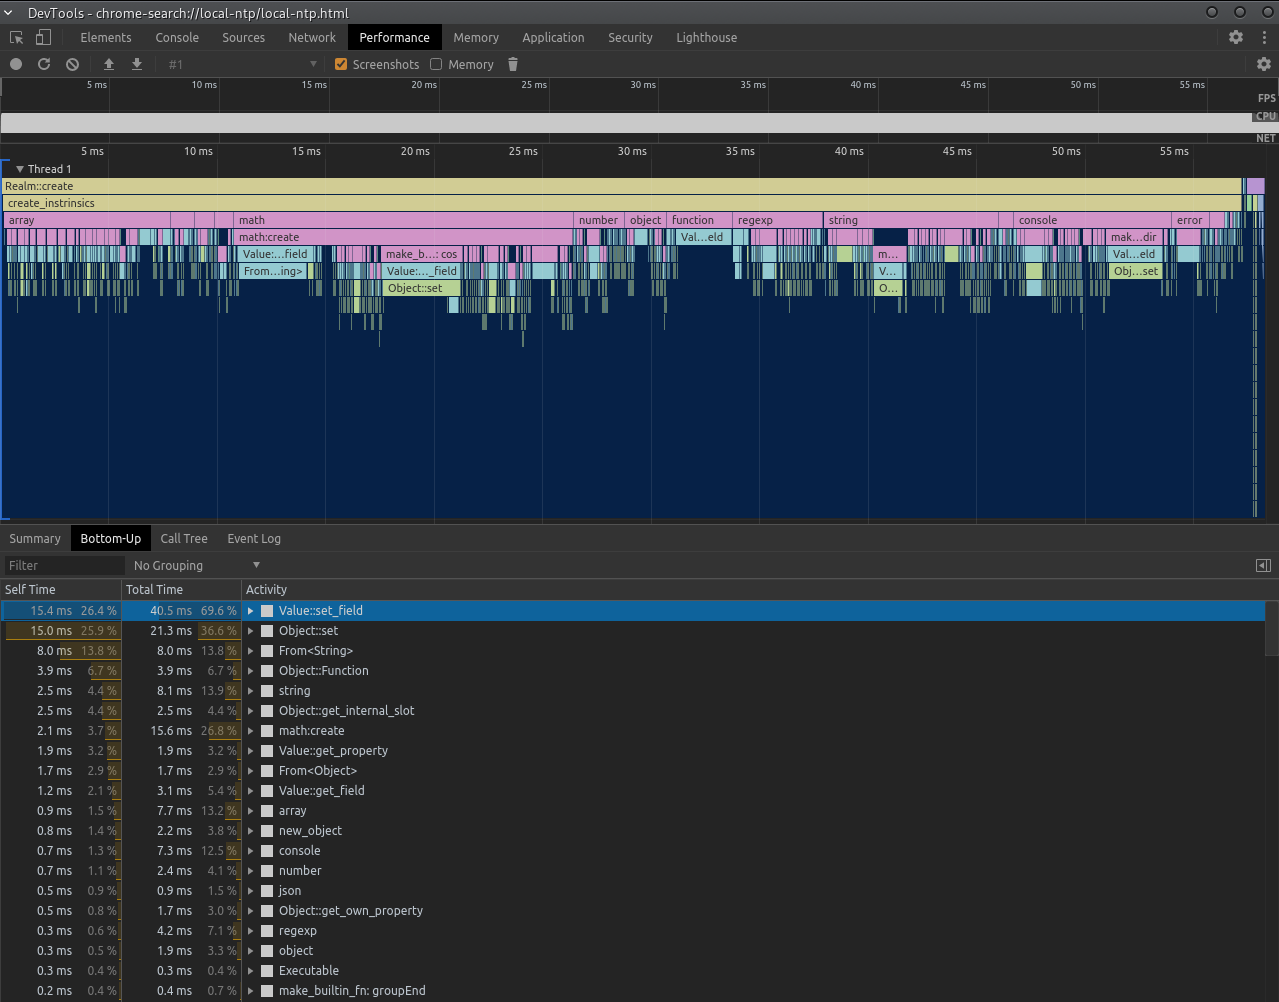 DevTools - chrome-search://local-ntp/local-ntp.html
Elements Console Sources Network Performance Memory Application Security Lighthouse
#1 Screenshots Memory
5 ms 10 ms 15 ms 20 ms 25 ms 30 ms 35 ms 40 ms 45 ms 50 ms 55 ms
FPS
CPU
NET
5 ms 10 ms 15 ms 20 ms 25 ms 30 ms 35 ms 40 ms 45 ms 50 ms 55 ms
Thread 1
Realm::create
create_instrinsics
array math number object function regexp string console error
math:create Val...eld mak...dir
Value:...field make_b...: cos m... Val...eld
From...ing> Value:..._field V... Obj...set
Object::set O...
Summary Bottom-Up Call Tree Event Log
Filter No Grouping
Self Time Total Time Activity
15.4 ms 26.4 % 40.5 ms 69.6 % Value::set_field
15.0 ms 25.9 % 21.3 ms 36.6 % Object::set
8.0 ms 13.8 % 8.0 ms 13.8 % From<String>
3.9 ms 6.7 % 3.9 ms 6.7 % Object::Function
2.5 ms 4.4 % 8.1 ms 13.9 % string
2.5 ms 4.4 % 2.5 ms 4.4 % Object::get_internal_slot
2.1 ms 3.7 % 15.6 ms 26.8 % math:create
1.9 ms 3.2 % 1.9 ms 3.2 % Value::get_property
1.7 ms 2.9 % 1.7 ms 2.9 % From<Object>
1.2 ms 2.1 % 3.1 ms 5.4 % Value::get_field
0.9 ms 1.5 % 7.7 ms 13.2 % array
0.8 ms 1.4 % 2.2 ms 3.8 % new_object
0.7 ms 1.3 % 7.3 ms 12.5 % console
0.7 ms 1.1 % 2.4 ms 4.1 % number
0.5 ms 0.9 % 0.9 ms 1.5 % json
0.5 ms 0.8 % 1.7 ms 3.0 % Object::get_own_property
0.3 ms 0.6 % 4.2 ms 7.1 % regexp
0.3 ms 0.5 % 1.9 ms 3.3 % object
0.3 ms 0.4 % 0.3 ms 0.4 % Executable
0.2 ms 0.4 % 0.4 ms 0.7 % make_builtin_fn: groupEnd